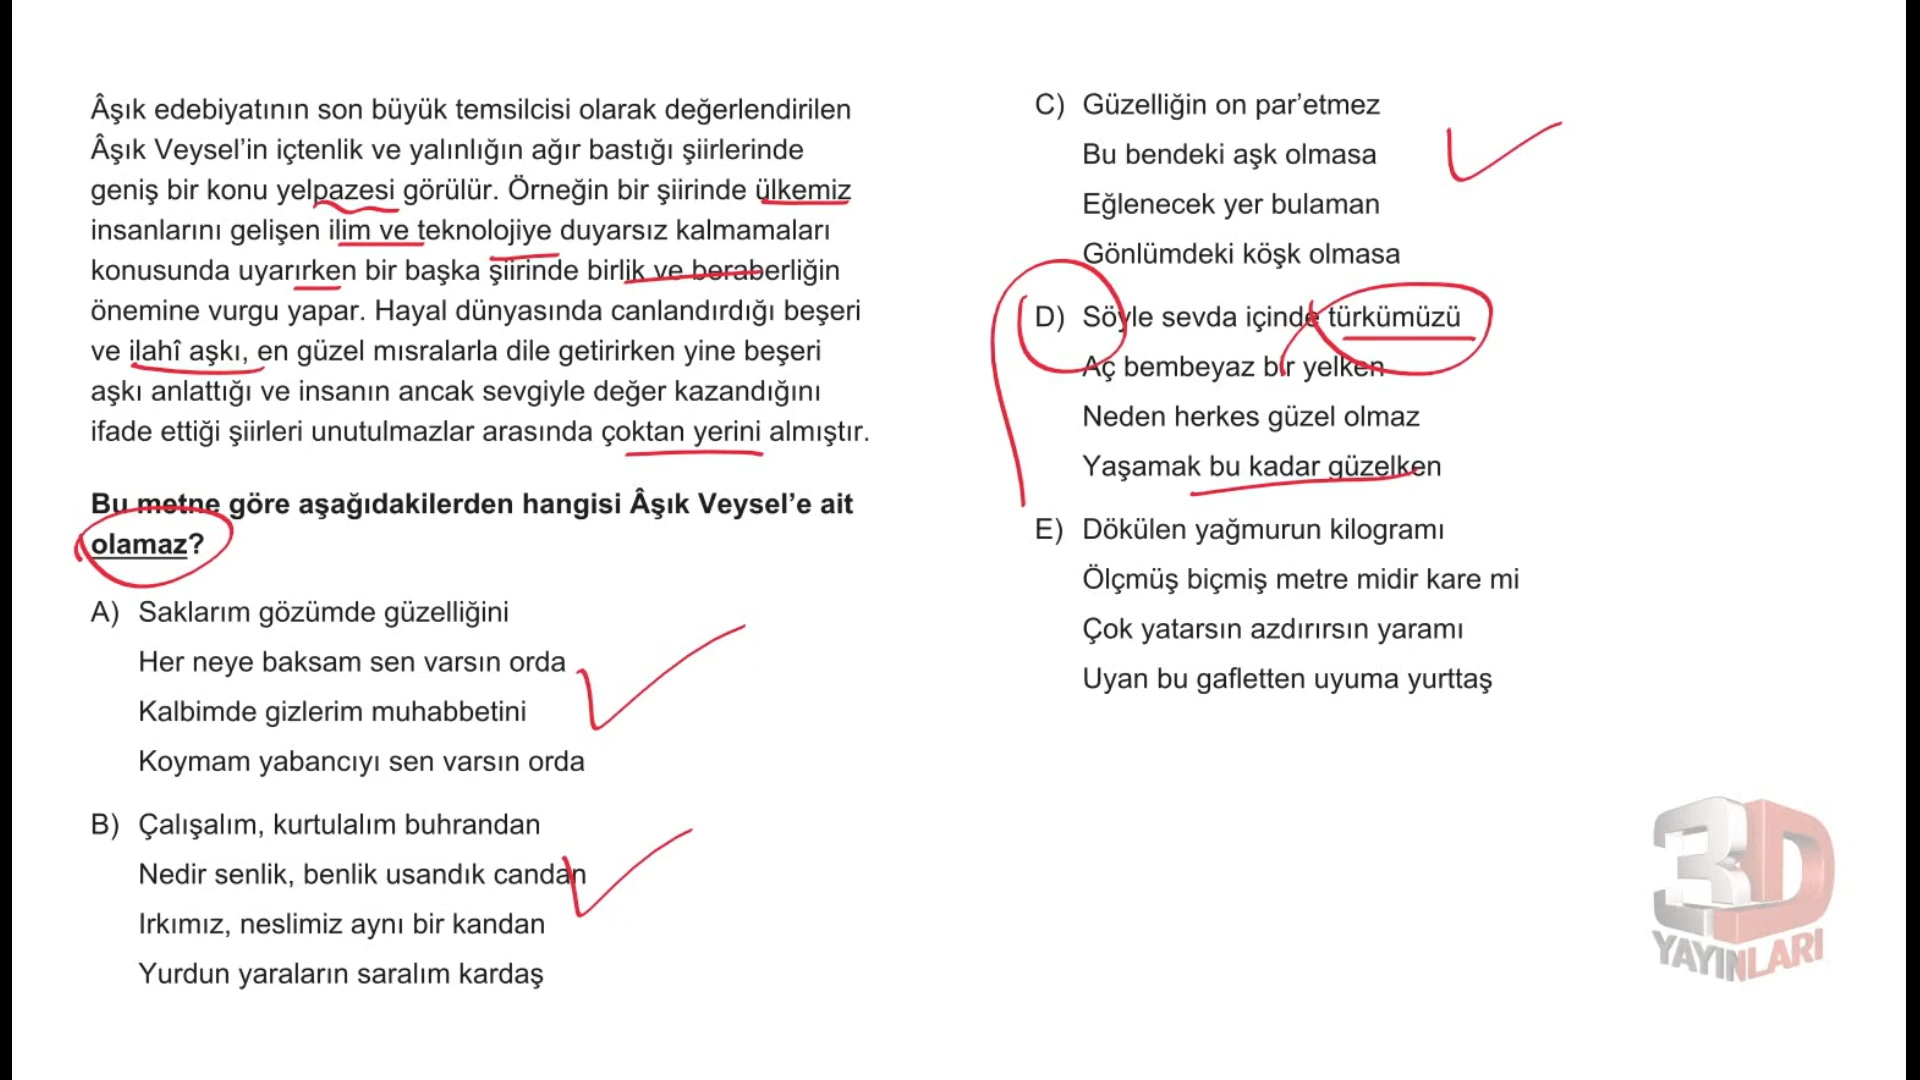 Âşık edebiyatının son büyük temsilcisi olarak değerlendirilen
Âşık Veysel’in içtenlik ve yalınlığın ağır bastığı şiirlerinde
geniş bir konu yelpazesi görülür. Örneğin bir şiirinde ülkemiz
insanlarını gelişen ilim ve teknolojiye duyarsız kalmamaları
konusunda uyarırken bir başka şiirinde birlik ve beraberliğin
önemine vurgu yapar. Hayal dünyasında canlandırdığı beşeri
ve ilahî aşkı, en güzel mısralarla dile getirirken yine beşeri
aşkı anlattığı ve insanın ancak sevgiyle değer kazandığını
ifade ettiği şiirleri unutulmazlar arasında çoktan yerini almıştır.
Bu metne göre aşağıdakilerden hangisi Âşık Veysel’e ait
olamaz?
A) Saklarım gözümde güzelliğini
Her neye baksam sen varsın orda
Kalbimde gizlerim muhabbetini
Koymam yabancıyı sen varsın orda
B) Çalışalım, kurtulalım buhrandan
Nedir senlik, benlik usandık candan
Irkımız, neslimiz aynı bir kandan
Yurdun yaraların saralım kardaş
C) Güzelliğin on par’etmez
Bu bendeki aşk olmasa
Eğlenecek yer bulaman
Gönlümdeki köşk olmasa
D) Söyle sevda içinde türkümüzü
Aç bembeyaz bir yelken
Neden herkes güzel olmaz
Yaşamak bu kadar güzelken
E) Dökülen yağmurun kilogramı
Ölçmüş biçmiş metre midir kare mi
Çok yatarsın azdırırsın yaramı
Uyan bu gafletten uyuma yurttaş
3D
YAYINLARI